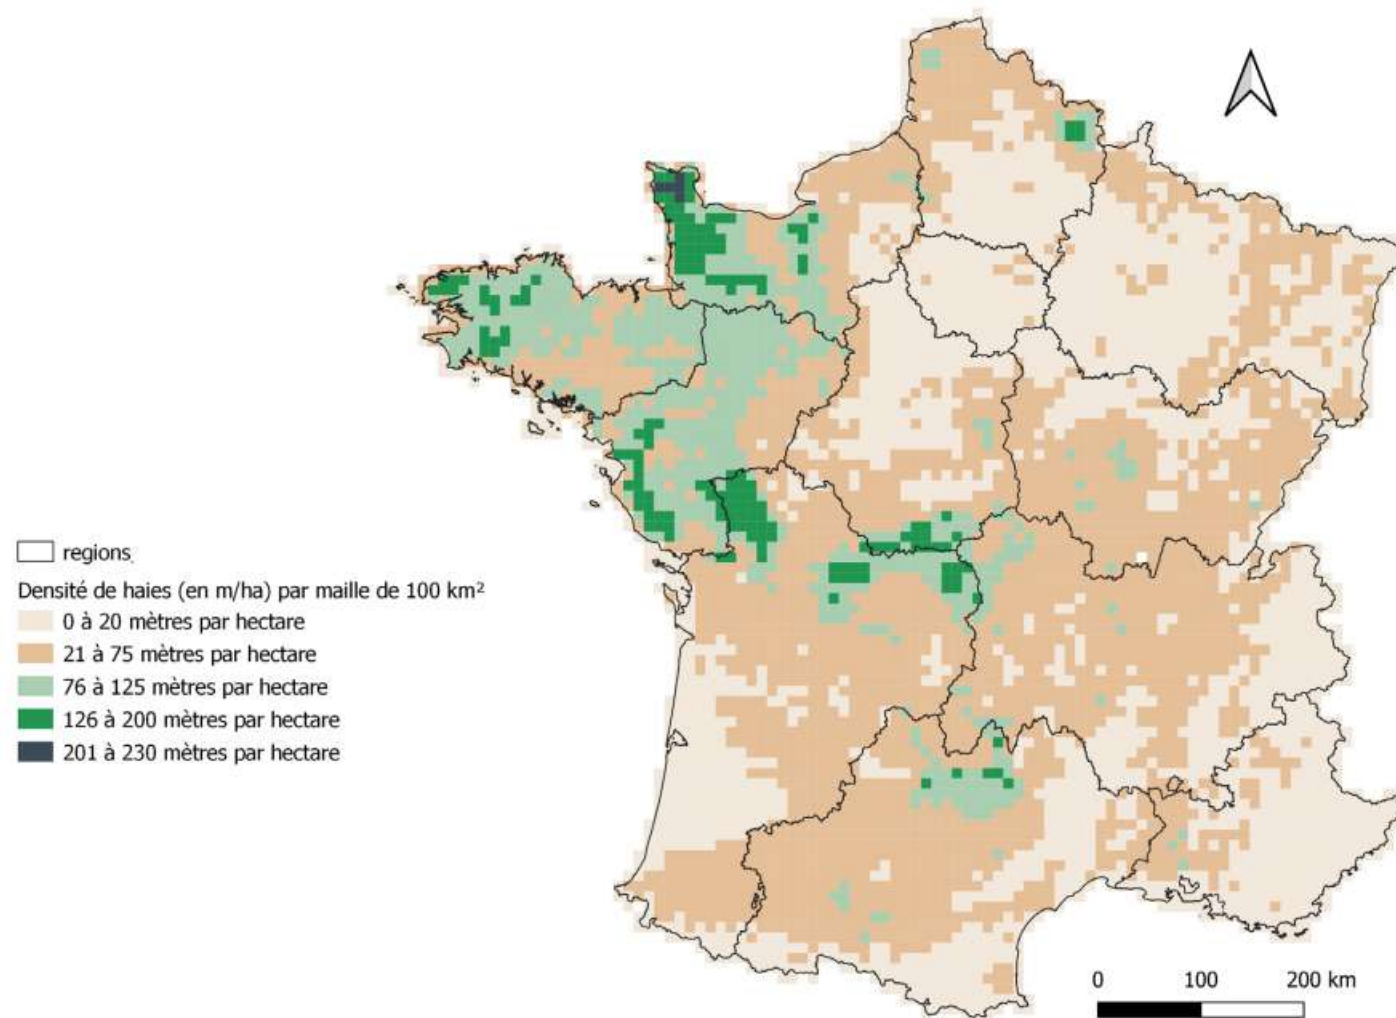 regions
Densité de haies (en m/ha) par maille de 100 km²
0 à 20 mètres par hectare
21 à 75 mètres par hectare
76 à 125 mètres par hectare
126 à 200 mètres par hectare
201 à 230 mètres par hectare
0 100 200 km